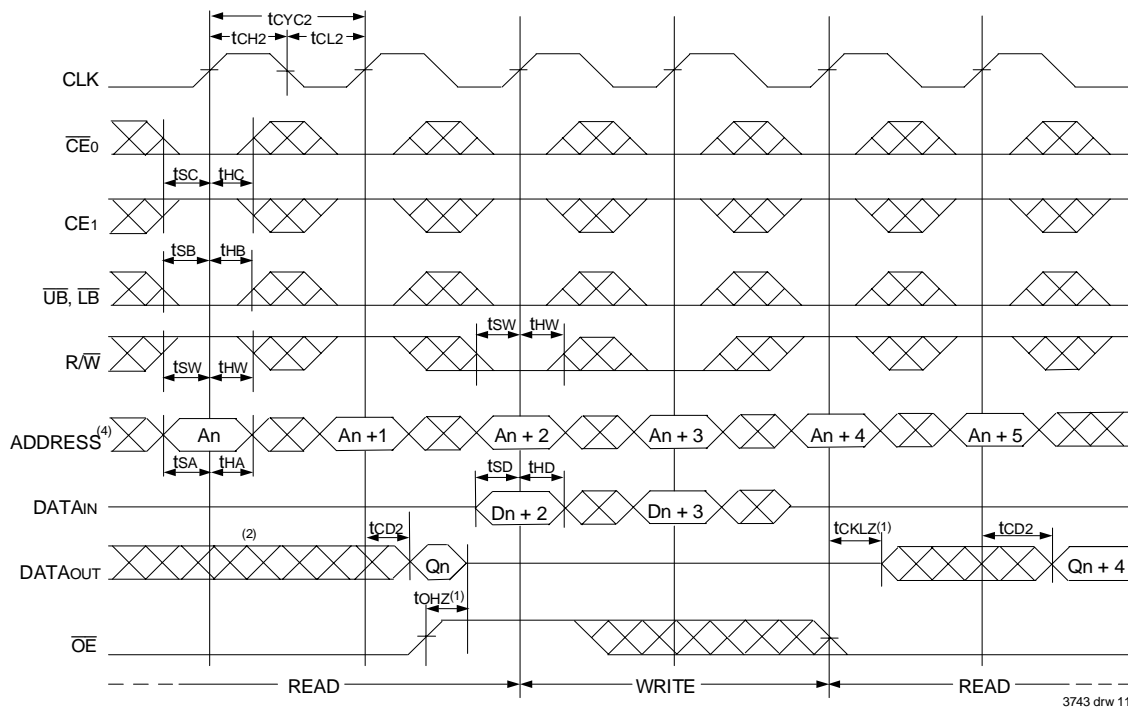 tCYC2
tCH2 tCL2
CLK
CE0
tSC tHC
CE1
tSB tHB
UB, LB
tSW tHW
R/W
tSW tHW
ADDRESS(4) An An +1 An + 2 An + 3 An + 4 An + 5
tSA tHA
tSD tHD
DATAIN Dn + 2 Dn + 3
(2) tCD2 tCKLZ(1) tCD2
DATAOUT Qn Qn + 4
tOHZ(1)
OE
READ WRITE READ
3743 drw 11